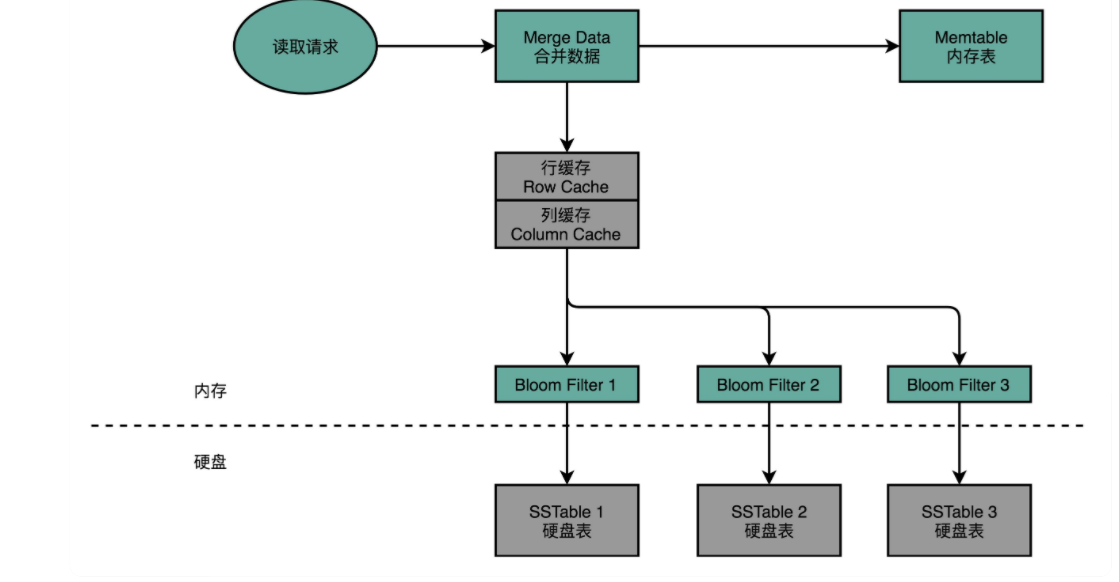 读取请求
Merge Data
合并数据
Memtable
内存表
行缓存
Row Cache
列缓存
Column Cache
内存
Bloom Filter 1
Bloom Filter 2
Bloom Filter 3
硬盘
SSTable 1
硬盘表
SSTable 2
硬盘表
SSTable 3
硬盘表